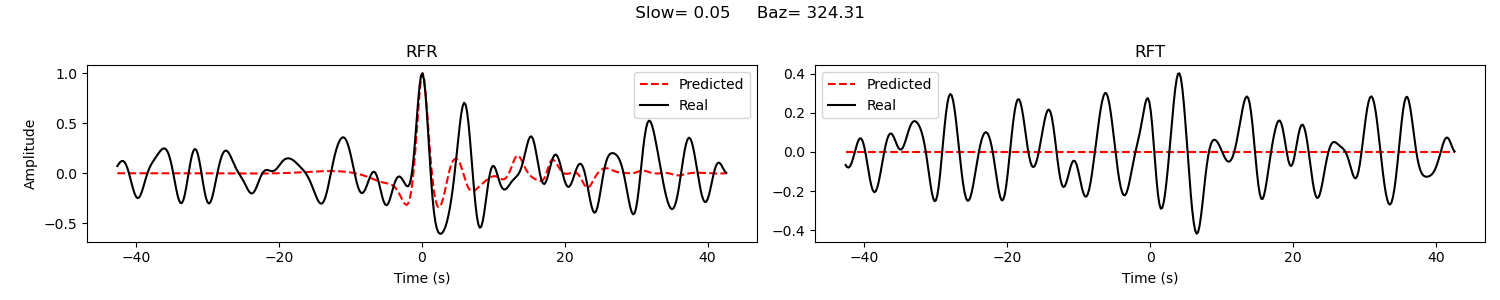 Slow= 0.05 Baz= 324.31
RFR
Amplitude
1.0
0.5
0.0
−0.5
Predicted
Real
−40 −20 0 20 40
Time (s)
RFT
0.4
0.2
0.0
−0.2
−0.4
Predicted
Real
−40 −20 0 20 40
Time (s)